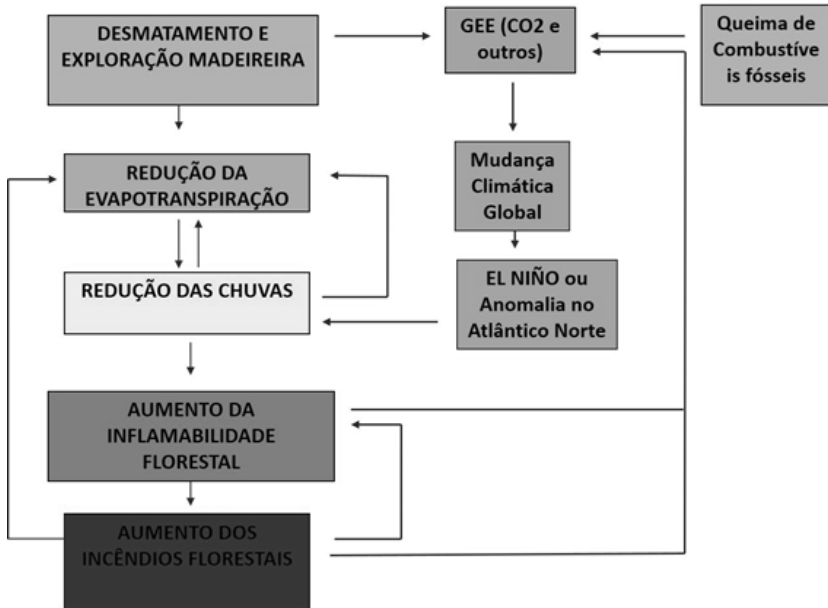 DESMATAMENTO E
EXPLORAÇÃO MADEIREIRA
GEE (CO2 e
outros)
Queima de
Combustíve
is fósseis
REDUÇÃO DA
EVAPOTRANSPIRAÇÃO
Mudança
Climática
Global
REDUÇÃO DAS CHUVAS
EL NIÑO ou
Anomalia no
Atlântico Norte
AUMENTO DA
INFLAMABILIDADE
FLORESTAL
AUMENTO DOS
INCÊNDIOS FLORESTAIS